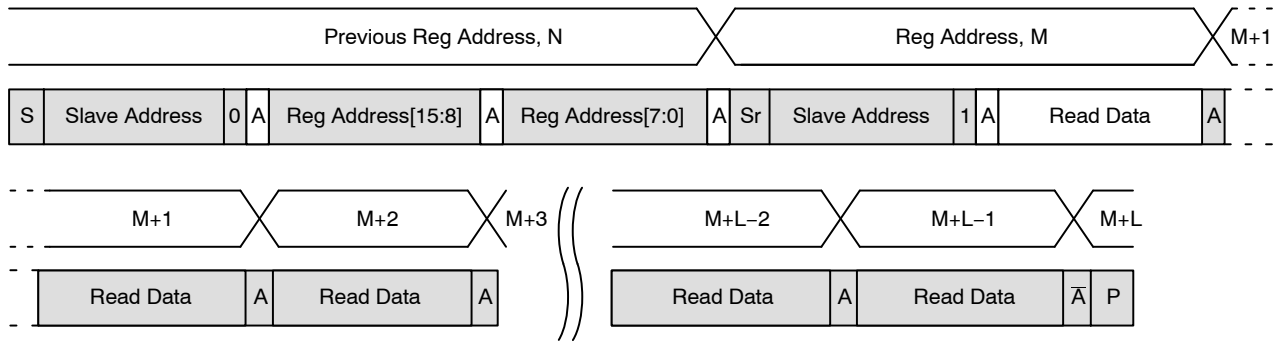 Previous Reg Address, N Reg Address, M M+1
S Slave Address 0 A Reg Address[15:8] A Reg Address[7:0] A Sr Slave Address 1 A Read Data A
M+1 M+2 M+3 M+L−2 M+L−1 M+L
Read Data A Read Data A Read Data A Read Data A̅ P